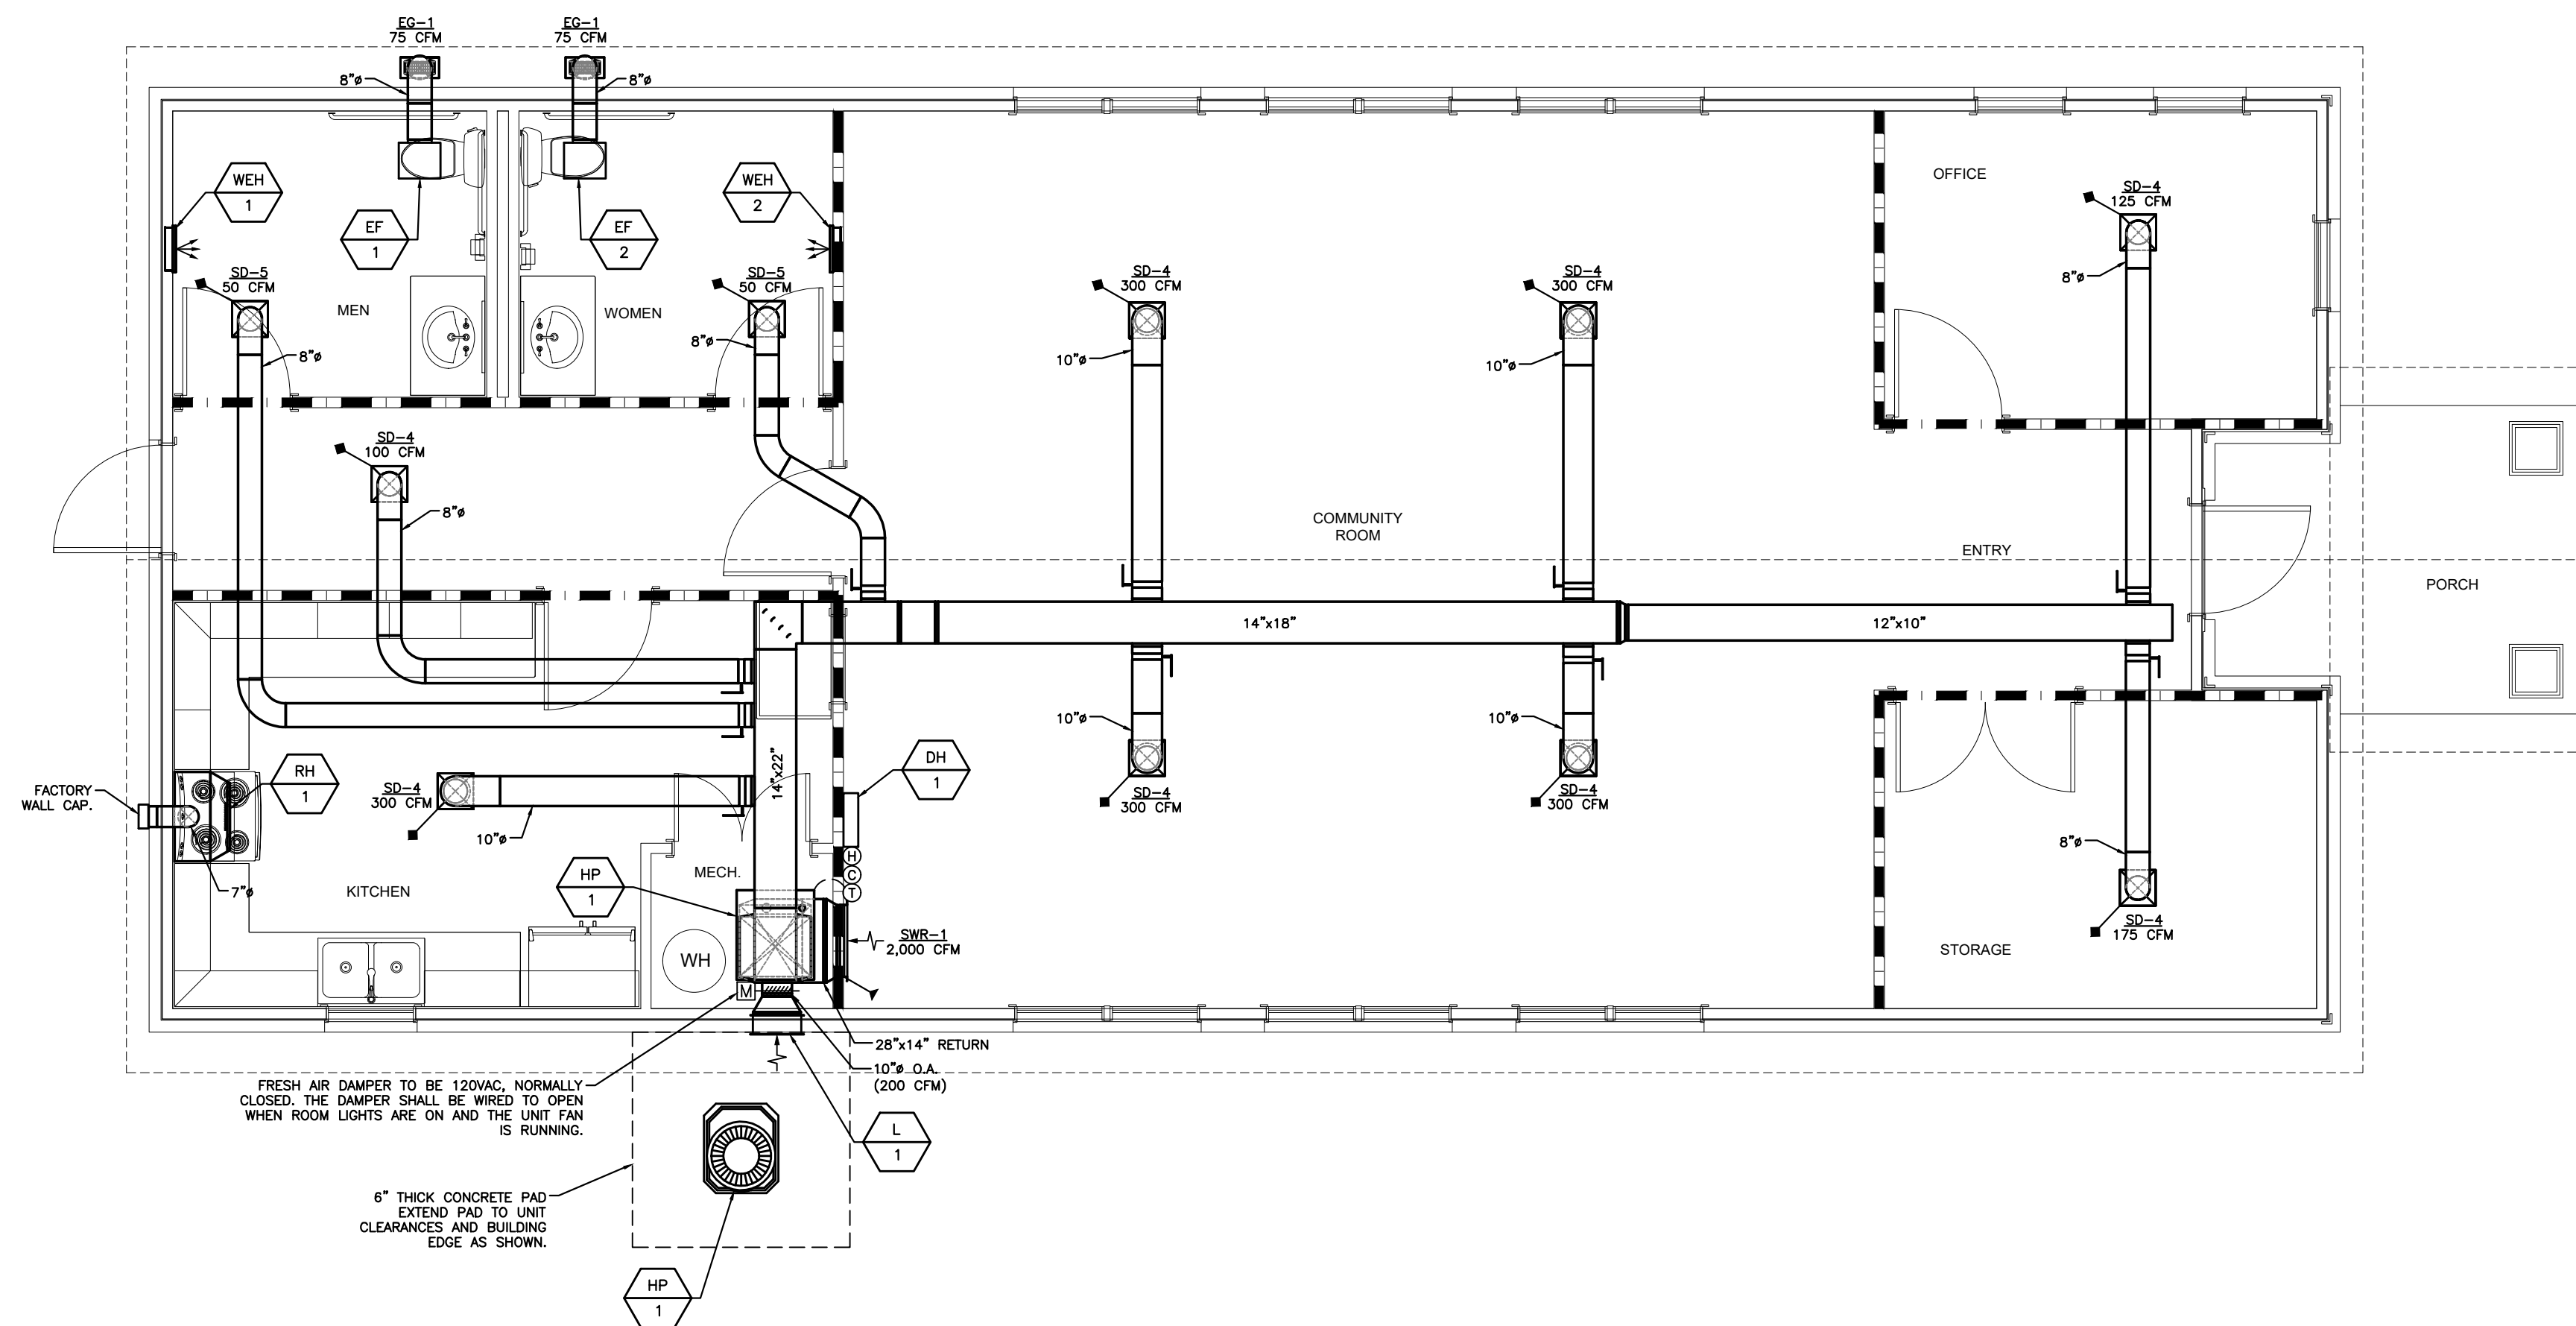 EG-1
75 CFM
EG-1
75 CFM
8"ø
8"ø
WEH
1
EF
1
EF
2
WEH
2
OFFICE
SD-4
125 CFM
8"ø
SD-5
50 CFM
MEN
WOMEN
SD-5
50 CFM
SD-4
300 CFM
SD-4
300 CFM
8"ø
8"ø
10"ø
10"ø
SD-4
100 CFM
8"ø
COMMUNITY
ROOM
ENTRY
PORCH
14"x18"
12"x10"
10"ø
10"ø
14"x22"
FACTORY
WALL CAP.
RH
1
SD-4
300 CFM
10"ø
DH
1
SD-4
300 CFM
SD-4
300 CFM
8"ø
7"ø
KITCHEN
HP
1
MECH.
H
C
T
WH
SWR-1
2,000 CFM
SD-4
175 CFM
STORAGE
M
28"x14" RETURN
10"ø O.A.
(200 CFM)
FRESH AIR DAMPER TO BE 120VAC, NORMALLY
CLOSED. THE DAMPER SHALL BE WIRED TO OPEN
WHEN ROOM LIGHTS ARE ON AND THE UNIT FAN
IS RUNNING.
L
1
6" THICK CONCRETE PAD
EXTEND PAD TO UNIT
CLEARANCES AND BUILDING
EDGE AS SHOWN.
HP
1